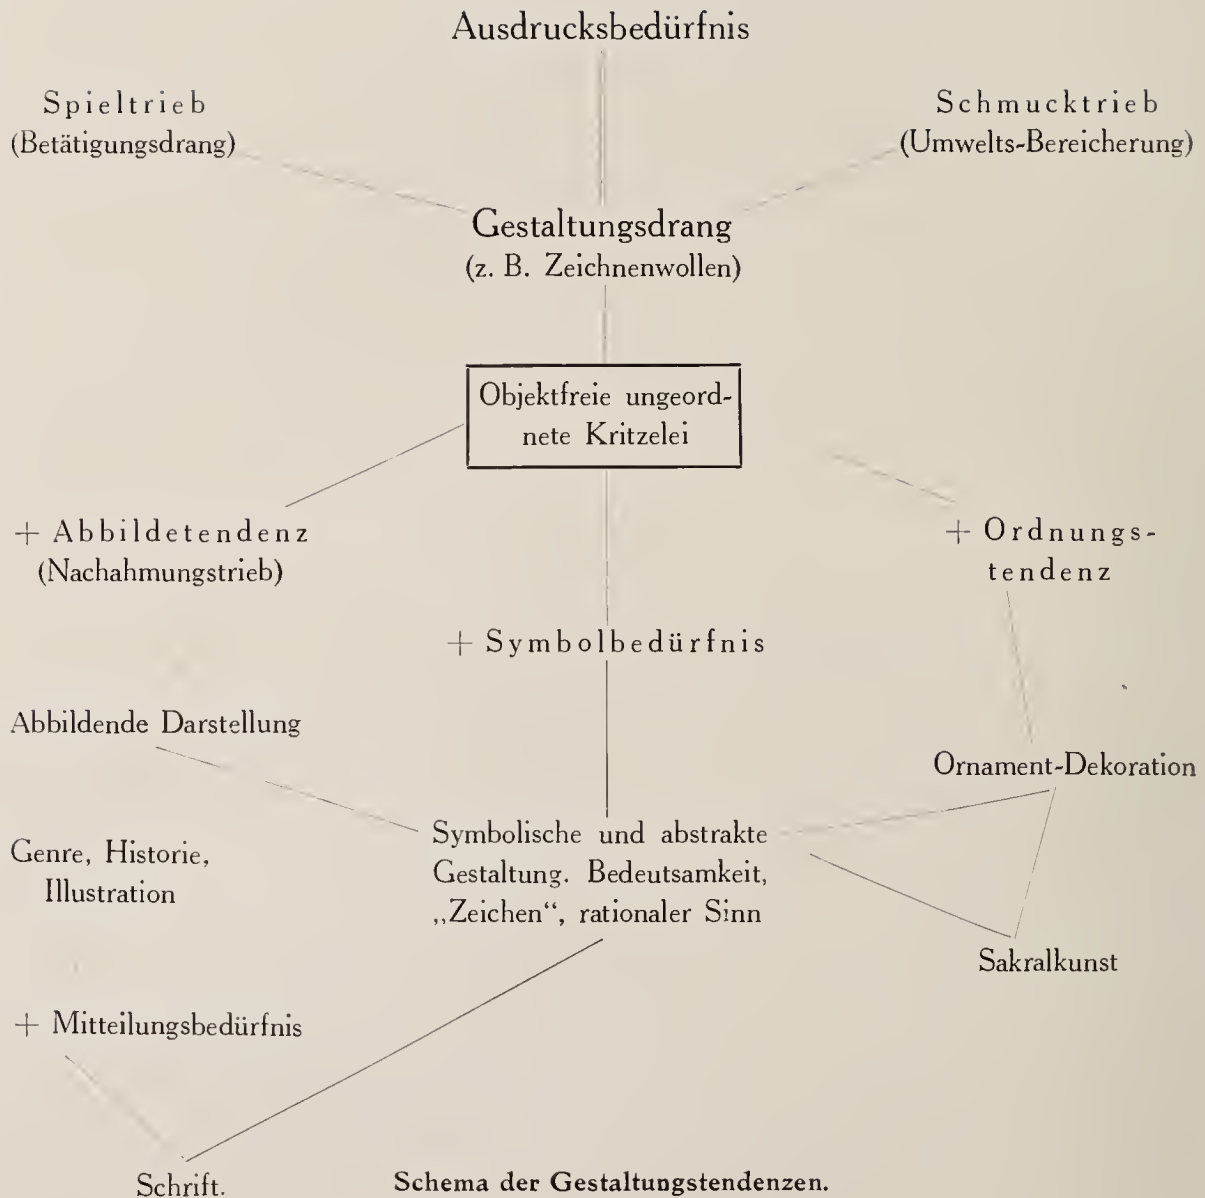 Ausdrucksbedürfnis
Spieltrieb
(Betätigungsdrang)
Schmucktrieb
(Umwelts-Bereicherung)
Gestaltungsdrang
(z. B. Zeichnenwollen)
Objektfreie ungeord-
nete Kritzelei
+ Abbildetendenz
(Nachahmungstrieb)
+ Ordnungs-
tendenz
+ Symbolbedürfnis
Abbildende Darstellung
Ornament-Dekoration
Genre, Historie,
Illustration
Symbolische und abstrakte
Gestaltung. Bedeutsamkeit,
„Zeichen“, rationaler Sinn
Sakralkunst
+ Mitteilungsbedürfnis
Schrift.
Schema der Gestaltungstendenzen.